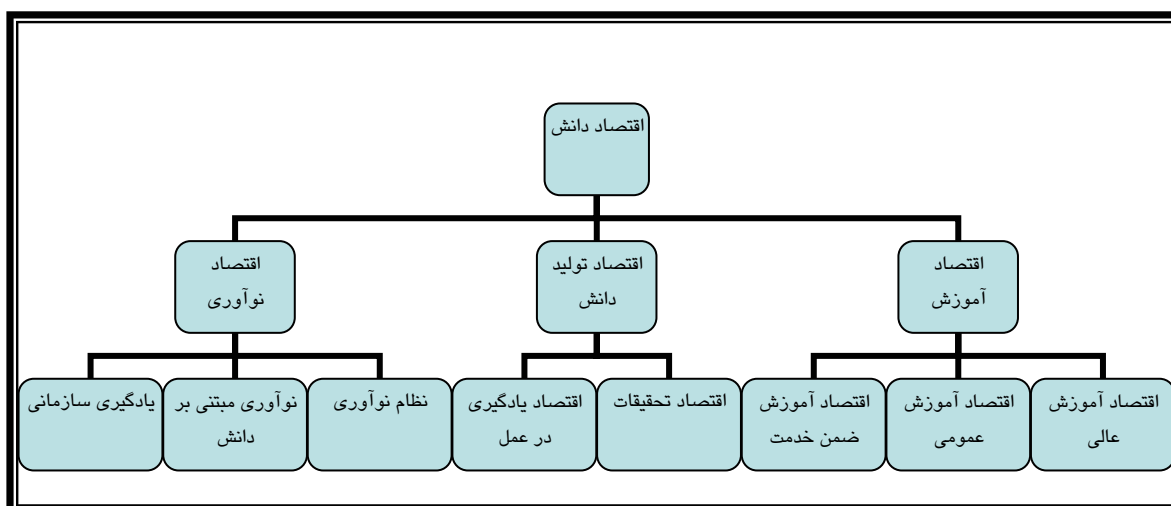 اقتصاد دانش
اقتصاد
آموزش
اقتصاد تولید
دانش
اقتصاد
نوآوری
اقتصاد آموزش
عالی
اقتصاد آموزش
عمومی
اقتصاد آموزش
ضمن خدمت
اقتصاد تحقیقات
اقتصاد یادگیری
در عمل
نظام نوآوری
نوآوری مبتنی بر
دانش
یادگیری سازمانی